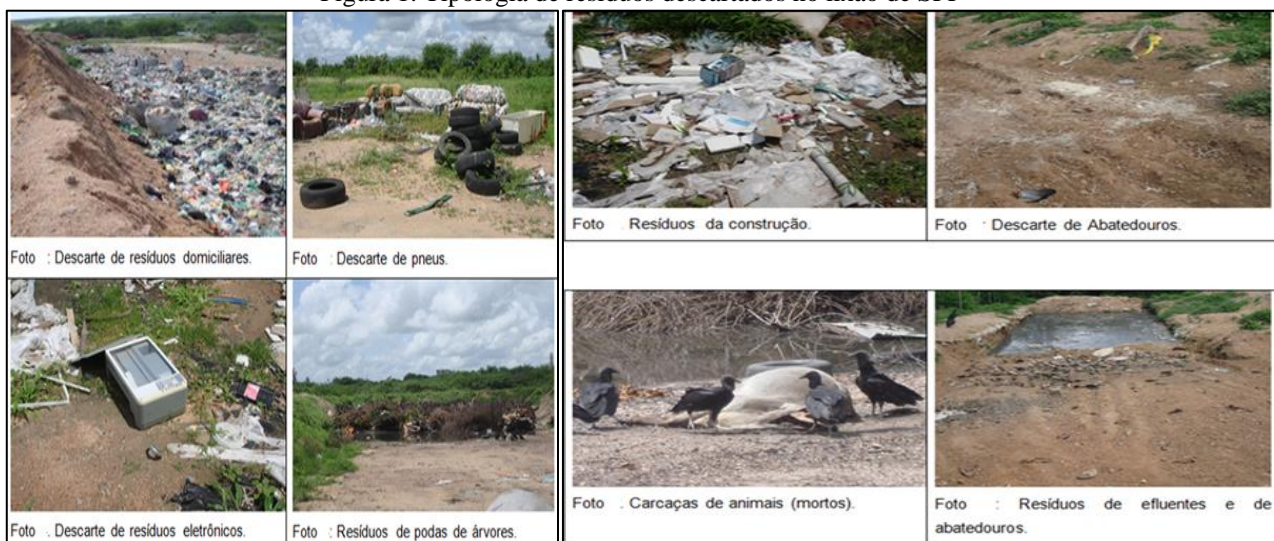 Figura 1: Tipologia de resíduos descartados no lixão de SPP
Foto : Descarte de resíduos domiciliares.
Foto : Descarte de pneus.
Foto . Resíduos da construção.
Foto : Descarte de Abatedouros.
Foto . Descarte de resíduos eletrônicos.
Foto : Resíduos de podas de árvores.
Foto . Carcaças de animais (mortos).
Foto : Resíduos de efluentes e de
abatedouros.